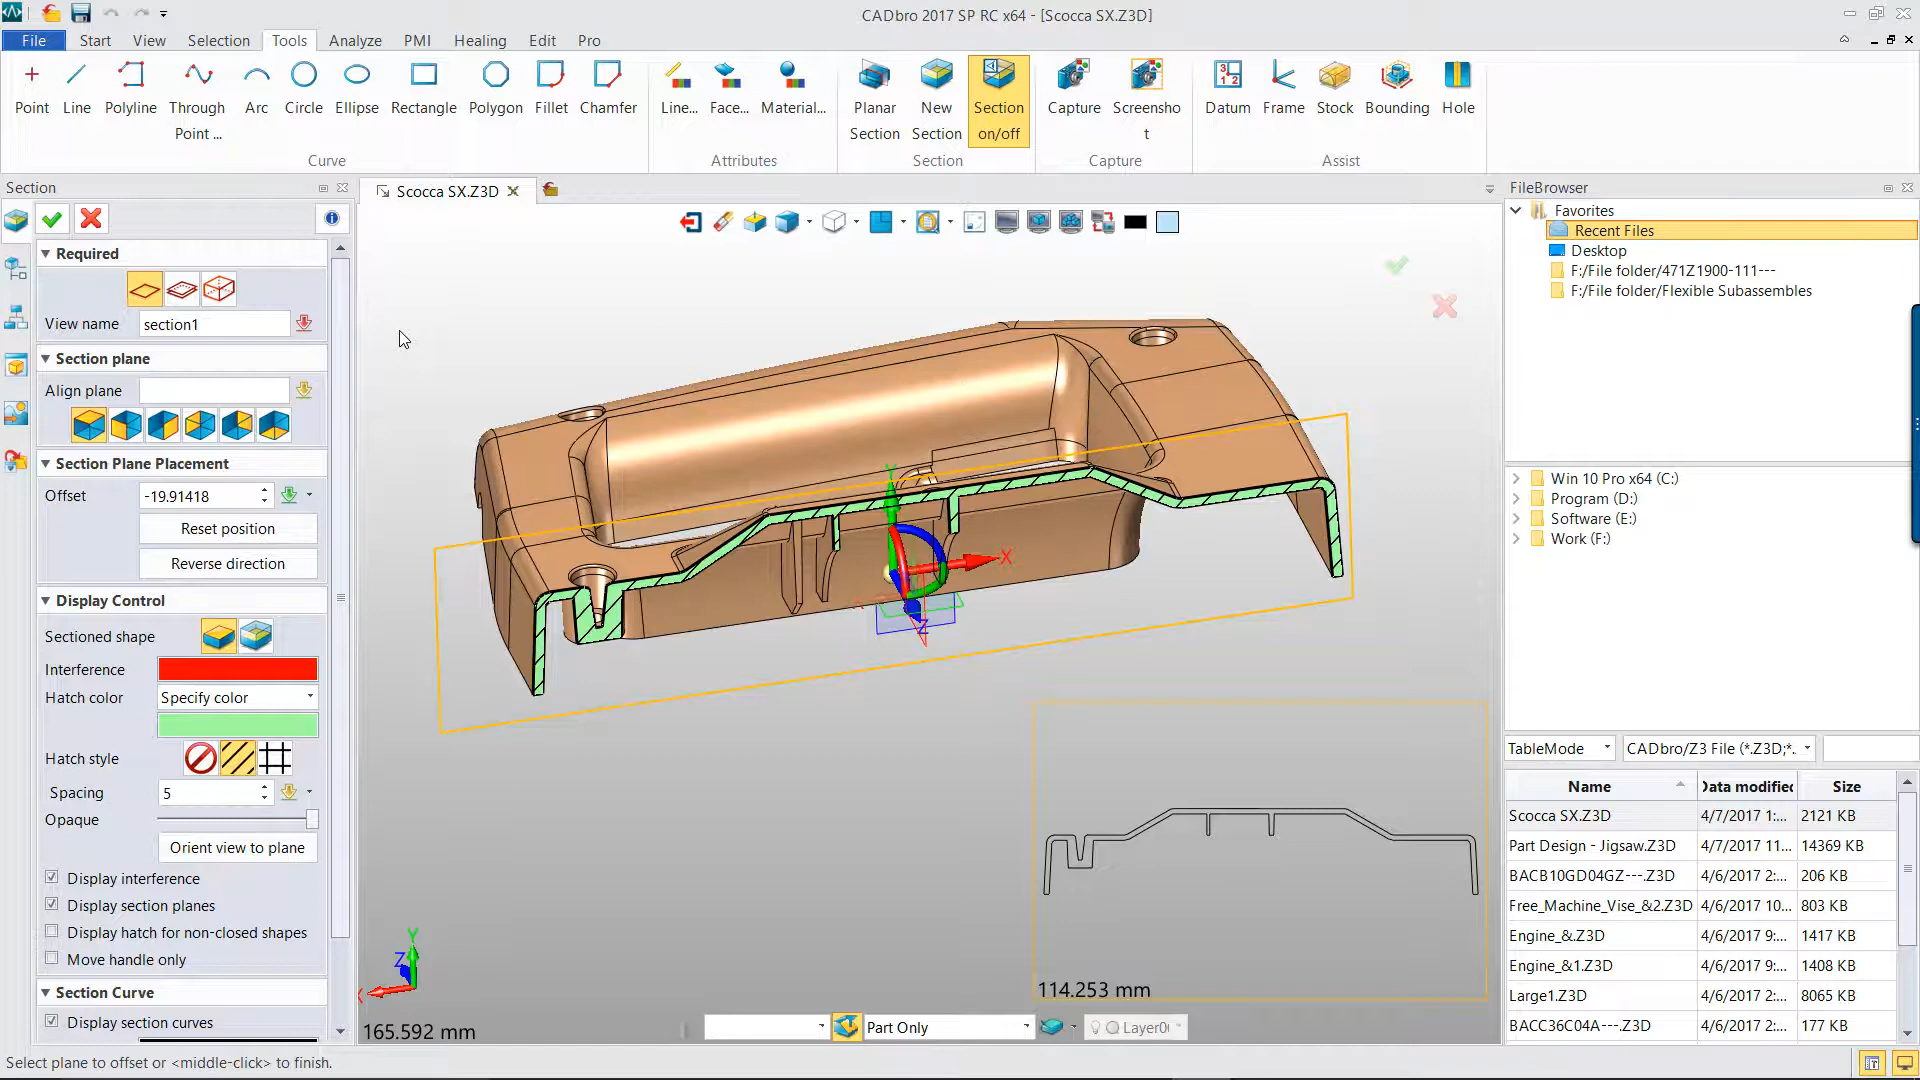 CADbro 2017 SP RC x64 - [Scocca SX.Z3D]
File Start View Selection Tools Analyze PMI Healing Edit Pro
Point Line Polyline Through Point ... Arc Circle Ellipse Rectangle Polygon Fillet Chamfer
Line... Face... Material...
Planar Section New Section Section on/off
Capture Screenshot
Datum Frame Stock Bounding Hole
Curve Attributes Section Capture Assist
Section
Scocca SX.Z3D
FileBrowser
Required
View name section1
Section plane
Align plane
Section Plane Placement
Offset -19.91418
Reset position
Reverse direction
Display Control
Sectioned shape
Interference
Hatch color Specify color
Hatch style
Spacing 5
Opaque
Orient view to plane
Display interference
Display section planes
Display hatch for non-closed shapes
Move handle only
Section Curve
Display section curves
Y
X
Z
Y
Z
X
165.592 mm
114.253 mm
Part Only
Layer0
Favorites
Recent Files
Desktop
F:/File folder/471Z1900-111---
F:/File folder/Flexible Subassembles
Win 10 Pro x64 (C:)
Program (D:)
Software (E:)
Work (F:)
TableMode CADbro/Z3 File (*.Z3D;*.
Name Data modified Size
Scocca SX.Z3D 4/7/2017 1:... 2121 KB
Part Design - Jigsaw.Z3D 4/7/2017 11... 14369 KB
BACB10GD04GZ---.Z3D 4/6/2017 2:... 206 KB
Free_Machine_Vise_&2.Z3D 4/6/2017 10... 803 KB
Engine_&.Z3D 4/6/2017 9:... 1417 KB
Engine_&1.Z3D 4/6/2017 9:... 1408 KB
Large1.Z3D 4/6/2017 2:... 8065 KB
BACC36C04A---.Z3D 4/6/2017 2:... 177 KB
Select plane to offset or <middle-click> to finish.